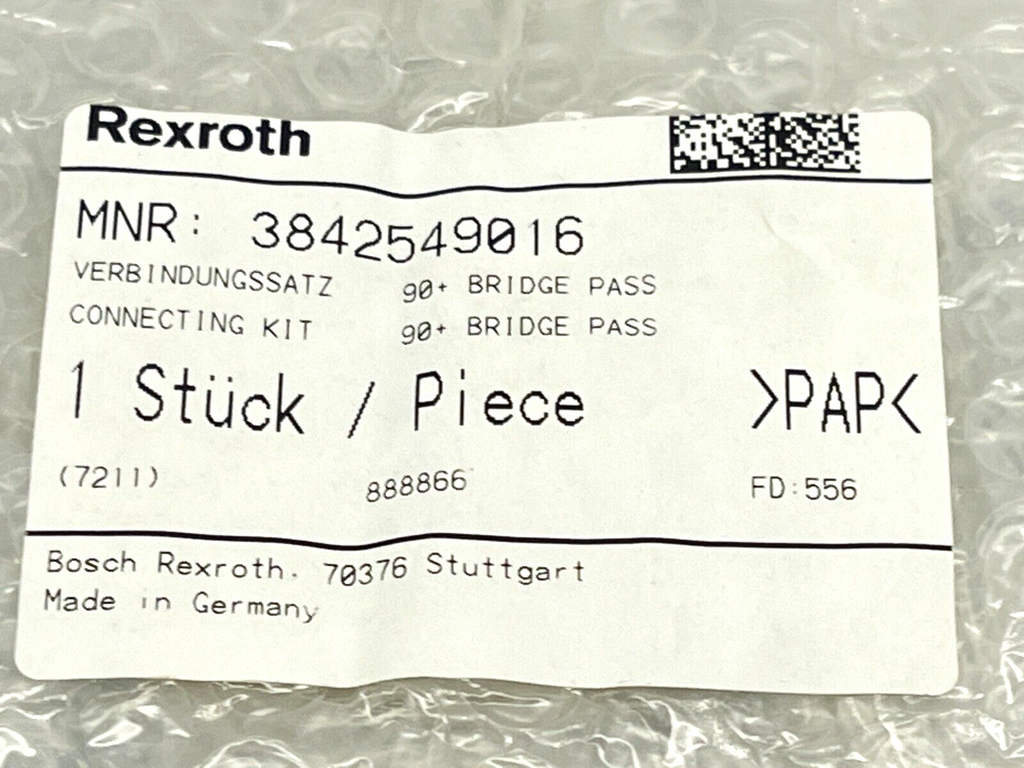 Rexroth
MNR: 3842549016
VERBINDUNGSSATZ 90+ BRIDGE PASS
CONNECTING KIT 90+ BRIDGE PASS
1 Stück / Piece >PAP<
(7211) 888866 FD:556
Bosch Rexroth. 70376 Stuttgart
Made in Germany